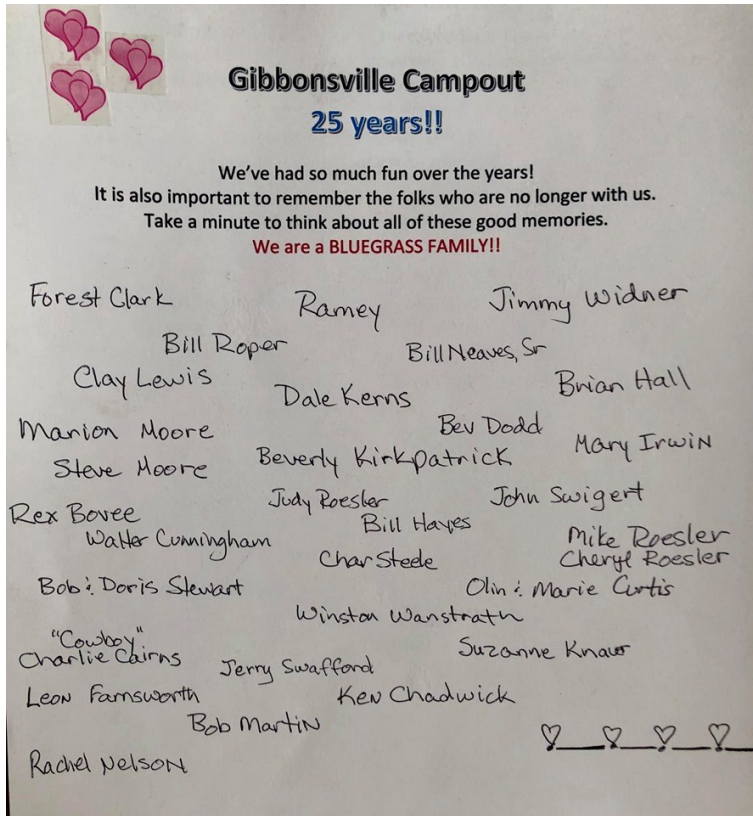 Gibbonsville Campout
25 years!!
We've had so much fun over the years!
It is also important to remember the folks who are no longer with us.
Take a minute to think about all of these good memories.
We are a BLUEGRASS FAMILY!!
Forest Clark
Ramey
Jimmy Widner
Bill Roper
Bill Neaves, Sr
Clay Lewis
Dale Kerns
Brian Hall
Marion Moore
Bev Dodd
Mary Irwin
Steve Moore
Beverly Kirkpatrick
Judy Roesler
John Swigert
Rex Bovee
Bill Hayes
Walter Cunningham
Mike Roesler
Char Steele
Cheryl Roesler
Bob & Doris Stewart
Olin & Marie Curtis
Winston Wanstrath
"Cowboy"
Charlie Cairns
Suzanne Knauss
Jerry Swafford
Leon Farnsworth
Ken Chadwick
Bob Martin
Rachel Nelson